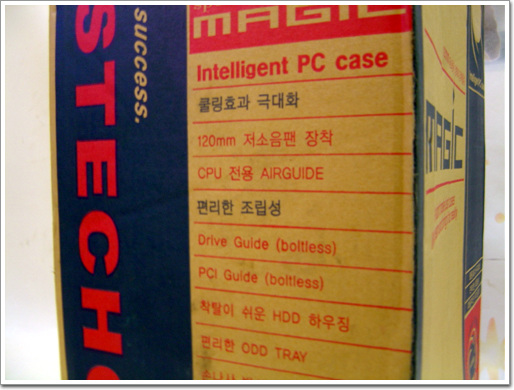 success.
STECH
MAGIC
Intelligent PC case
쿨링효과 극대화
120mm 저소음팬 장착
CPU 전용 AIRGUIDE
편리한 조립성
Drive Guide (boltless)
PCI Guide (boltless)
착탈이 쉬운 HDD 하우징
편리한 ODD TRAY
MAGIC